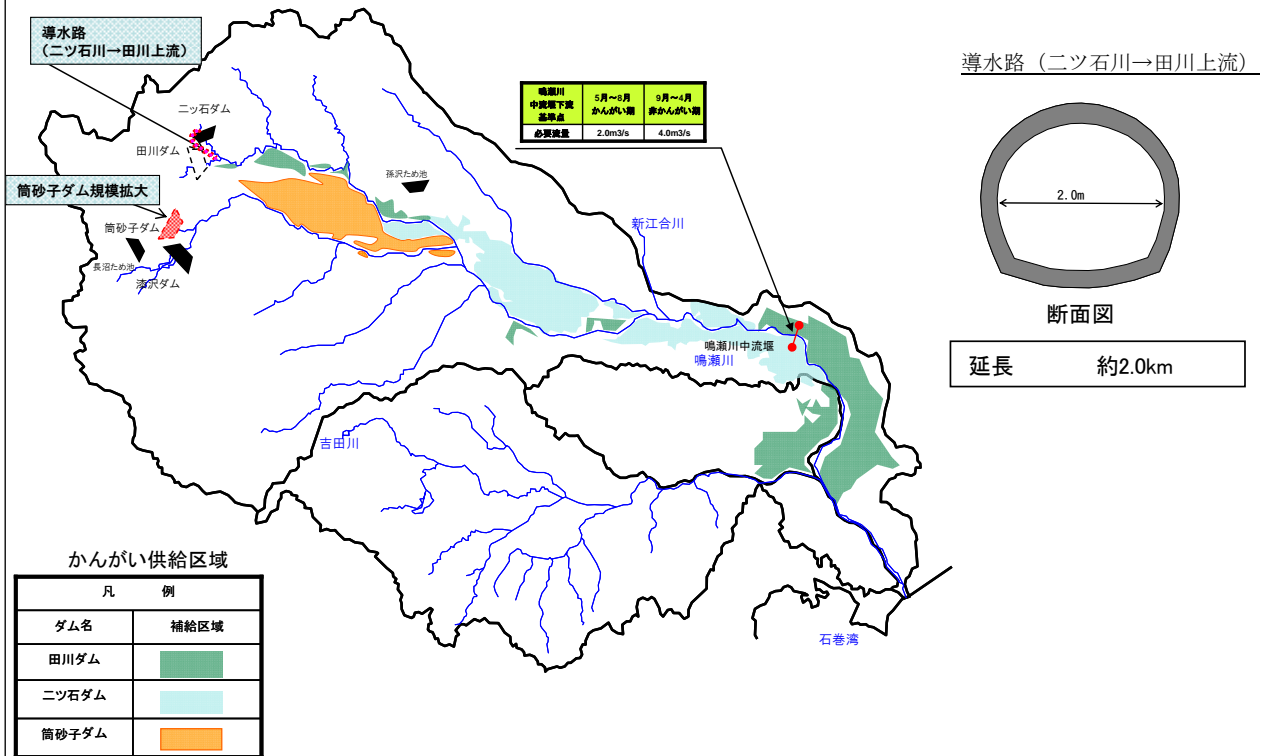 導水路
（二ツ石川→田川上流）
二ッ石ダム
田川ダム
筒砂子ダム規模拡大
筒砂子ダム
長沼ため池
漆沢ダム
孫沢ため池
鳴瀬川
中流堰下流
基準点
5月～8月
かんがい期
9月～4月
非かんがい期
必要流量
2.0m3/s
4.0m3/s
新江合川
鳴瀬川中流堰
鳴瀬川
吉田川
石巻湾
導水路（二ツ石川→田川上流）
2.0m
断面図
延長 約2.0km
かんがい供給区域
凡 例
ダム名 補給区域
田川ダム
二ツ石ダム
筒砂子ダム